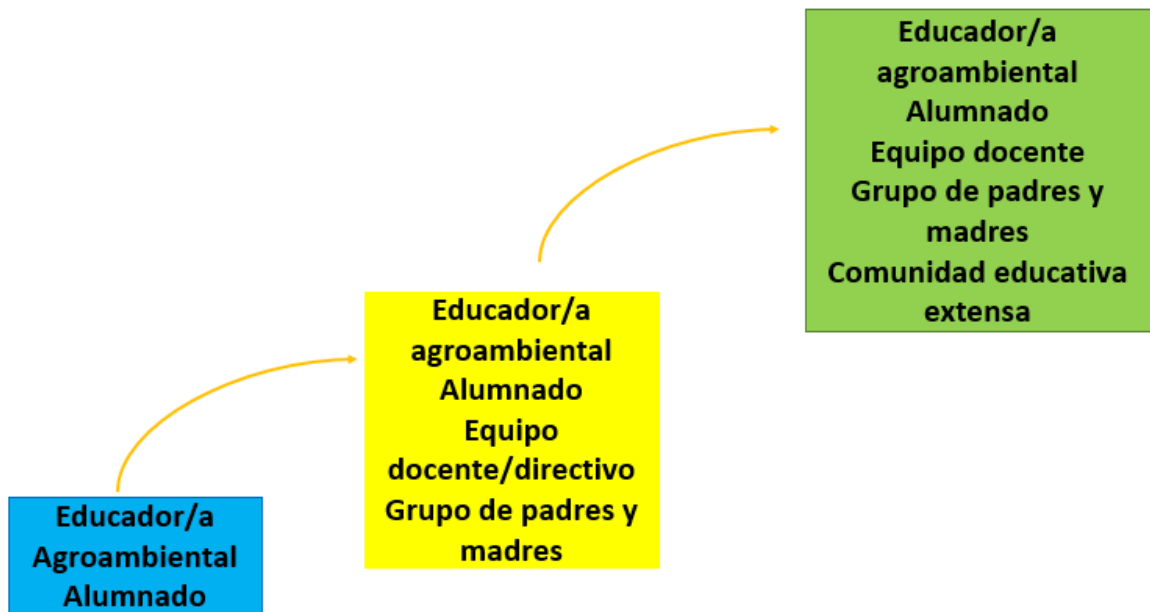 Educador/a
agroambiental
Alumnado
Equipo docente
Grupo de padres y
madres
Comunidad educativa
extensa
Educador/a
agroambiental
Alumnado
Equipo
docente/directivo
Grupo de padres y
madres
Educador/a
Agroambiental
Alumnado